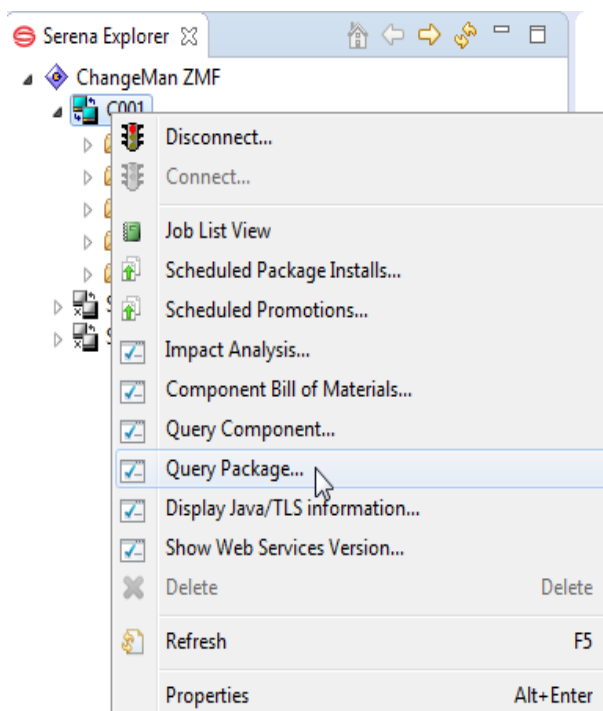 Serena Explorer
ChangeMan ZMF
C001
Disconnect...
Connect...
Job List View
Scheduled Package Installs...
Scheduled Promotions...
Impact Analysis...
Component Bill of Materials...
Query Component...
Query Package...
Display Java/TLS information...
Show Web Services Version...
Delete Delete
Refresh F5
Properties Alt+Enter